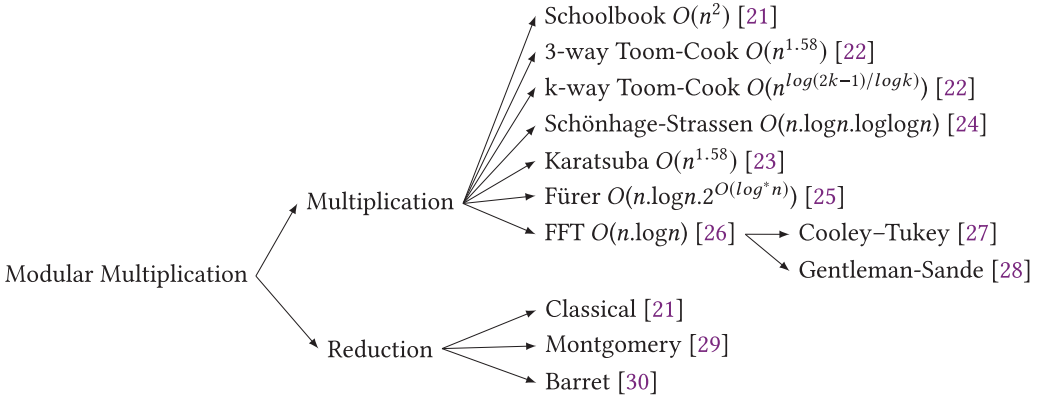 Schoolbook O(n²) [21]
3-way Toom-Cook O(n^{1.58}) [22]
k-way Toom-Cook O(n^{log(2k−1)/logk)}) [22]
Schönhage-Strassen O(n.logn.loglogn) [24]
Karatsuba O(n^{1.58}) [23]
Multiplication
Fürer O(n.logn.2^{O(log*n)}) [25]
FFT O(n.logn) [26]
Cooley–Tukey [27]
Gentleman-Sande [28]
Modular Multiplication
Classical [21]
Reduction
Montgomery [29]
Barret [30]